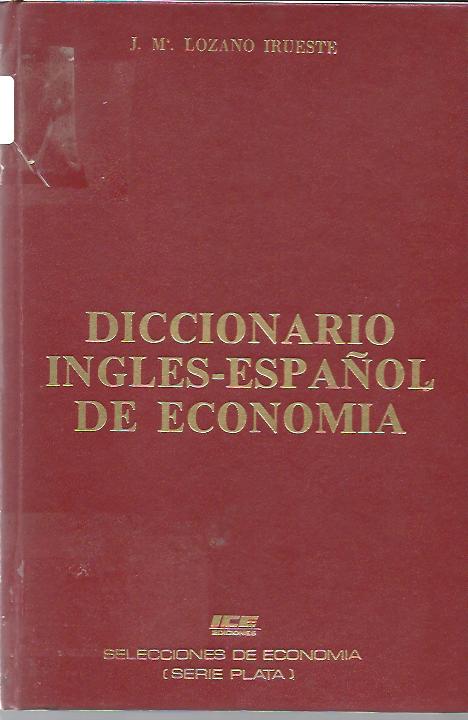 J. Mª. LOZANO IRUESTE
DICCIONARIO
INGLES-ESPAÑOL
DE ECONOMIA
ICE
EDICIONES
SELECCIONES DE ECONOMIA
(SERIE PLATA)